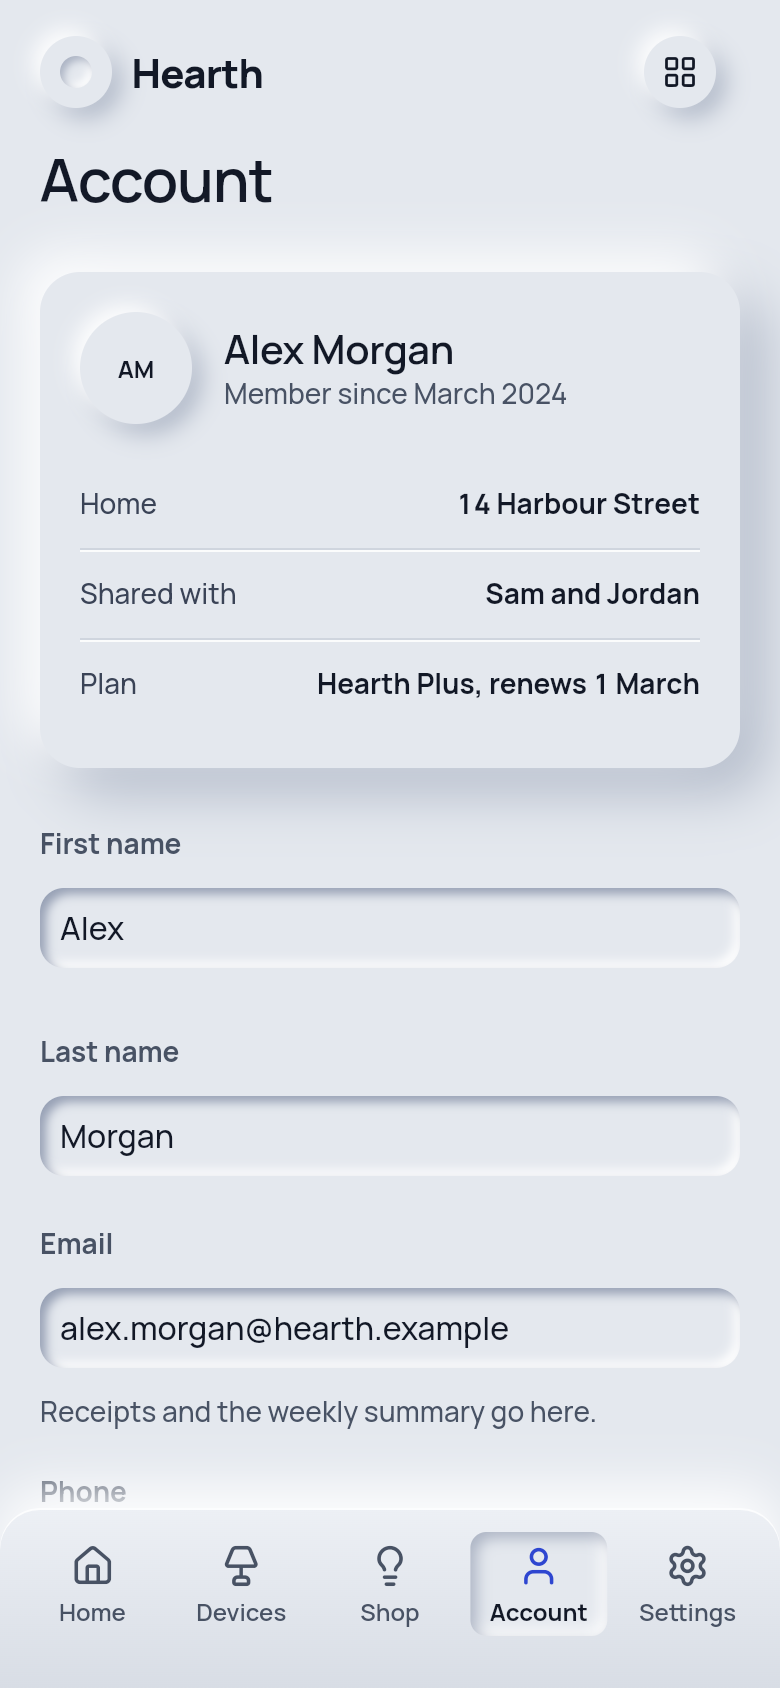 Hearth
Account
AM
Alex Morgan
Member since March 2024
Home 14 Harbour Street
Shared with Sam and Jordan
Plan Hearth Plus, renews 1 March
First name
Alex
Last name
Morgan
Email
alex.morgan@hearth.example
Receipts and the weekly summary go here.
Phone
Home Devices Shop Account Settings